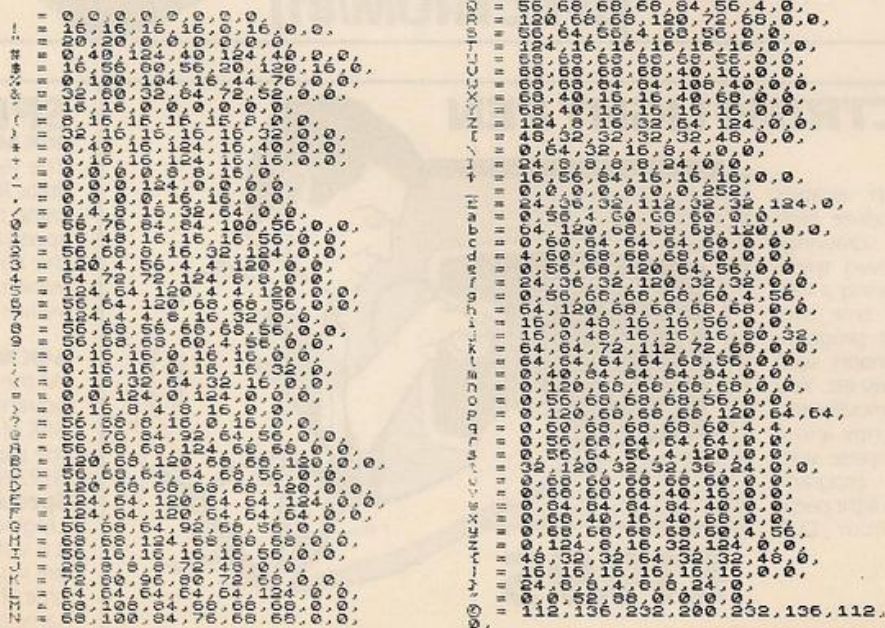 = 0,0,0,0,0,0,0,0,
! = 16,16,16,16,0,16,0,0,
" = 20,20,0,0,0,0,0,0,
# = 0,40,124,40,124,40,0,0,
$ = 16,56,80,56,20,120,16,0,
% = 0,100,104,16,44,76,0,0,
& = 32,80,32,84,72,52,0,0,
' = 16,16,0,0,0,0,0,0,
( = 8,16,16,16,16,8,0,0,
) = 32,16,16,16,16,32,0,0,
* = 0,40,16,124,16,40,0,0,
+ = 0,16,16,124,16,16,0,0,
, = 0,0,0,0,8,8,16,0,
- = 0,0,0,124,0,0,0,0,
. = 0,0,0,0,16,16,0,0,
/ = 0,4,8,16,32,64,0,0,
0 = 56,76,84,84,100,56,0,0,
1 = 16,48,16,16,16,56,0,0,
2 = 56,68,8,16,32,124,0,0,
3 = 120,4,56,4,4,120,0,0,
4 = 64,72,72,124,8,8,0,0,
5 = 124,64,120,4,4,120,0,0,
6 = 56,64,120,68,68,56,0,0,
7 = 124,4,4,8,16,32,0,0,
8 = 56,68,56,68,68,56,0,0,
9 = 56,68,68,60,4,56,0,0,
: = 0,16,16,0,16,16,0,0,
; = 0,16,16,0,16,16,32,0,
< = 0,16,32,64,32,16,0,0,
= = 0,0,124,0,124,0,0,0,
> = 0,16,8,4,8,16,0,0,
? = 56,68,8,16,0,16,0,0,
@ = 56,76,84,92,64,56,0,0,
A = 56,68,68,124,68,68,0,0,
B = 120,68,120,68,68,120,0,0,
C = 56,68,64,64,68,56,0,0,
D = 120,68,68,68,68,120,0,0,
E = 124,64,120,64,64,124,0,0,
F = 124,64,120,64,64,64,0,0,
G = 56,68,64,92,68,56,0,0,
H = 68,68,124,68,68,68,0,0,
I = 56,16,16,16,16,56,0,0,
J = 28,8,8,8,72,48,0,0,
K = 72,80,96,80,72,68,0,0,
L = 64,64,64,64,64,124,0,0,
M = 68,108,84,68,68,68,0,0,
N = 68,100,84,76,68,68,0,0,
Q = 56,68,68,68,84,56,4,0,
R = 120,68,68,120,72,68,0,0,
S = 56,64,56,4,68,56,0,0,
T = 124,16,16,16,16,16,0,0,
U = 68,68,68,68,68,56,0,0,
V = 68,68,68,68,40,16,0,0,
W = 68,68,84,84,108,40,0,0,
X = 68,40,16,16,40,68,0,0,
Y = 68,40,16,16,16,16,0,0,
Z = 124,8,16,32,64,124,0,0,
[ = 48,32,32,32,32,48,0,0,
\ = 0,64,32,16,8,4,0,0,
] = 24,8,8,8,8,24,0,0,
↑ = 16,56,84,16,16,16,0,0,
_ = 0,0,0,0,0,0,0,252,
£ = 24,36,32,112,32,32,124,0,
a = 0,56,4,60,68,60,0,0,
b = 64,120,68,68,68,120,0,0,
c = 0,60,64,64,64,60,0,0,
d = 4,60,68,68,68,60,0,0,
e = 0,56,68,120,64,56,0,0,
f = 24,36,32,120,32,32,0,0,
g = 0,56,68,68,68,60,4,56,
h = 64,120,68,68,68,68,0,0,
i = 16,0,48,16,16,56,0,0,
j = 16,0,48,16,16,16,80,32,
k = 64,64,72,112,72,68,0,0,
l = 64,64,64,64,68,56,0,0,
m = 0,40,84,84,84,84,0,0,
n = 0,120,68,68,68,68,0,0,
o = 0,56,68,68,68,56,0,0,
p = 0,120,68,68,68,120,64,64,
q = 0,60,68,68,68,60,4,4,
r = 0,56,68,64,64,64,0,0,
s = 0,56,64,56,4,120,0,0,
t = 32,120,32,32,36,24,0,0,
u = 0,68,68,68,68,60,0,0,
v = 0,68,68,68,40,16,0,0,
w = 0,84,84,84,84,40,0,0,
x = 0,68,40,16,40,68,0,0,
y = 0,68,68,68,68,60,4,56,
z = 0,124,8,16,32,124,0,0,
{ = 48,32,32,64,32,32,48,0,
| = 16,16,16,16,16,16,0,0,
} = 24,8,8,4,8,8,24,0,
~ = 0,0,52,88,0,0,0,0,
© = 112,136,232,200,232,136,112,
0,